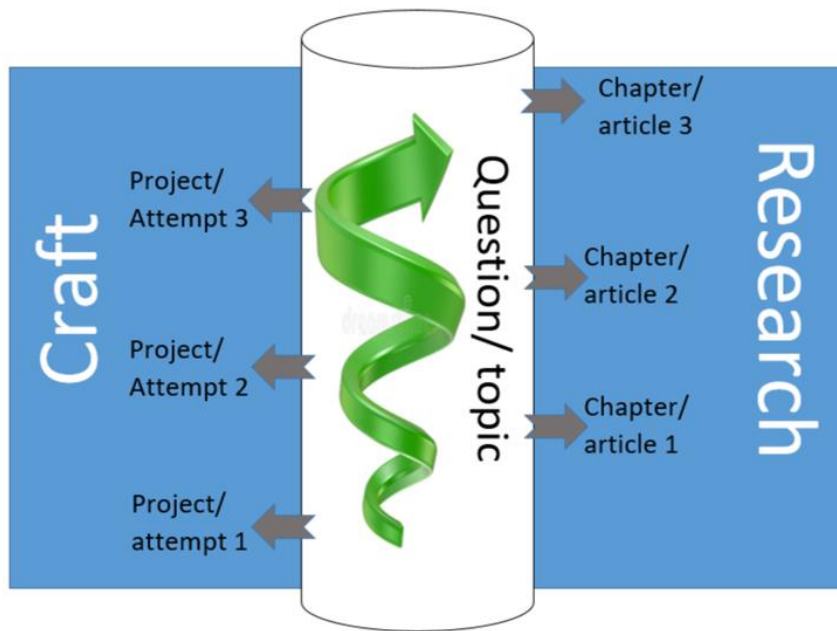 Craft
Project/
Attempt 3
Project/
Attempt 2
Project/
attempt 1
Question/ topic
Chapter/
article 3
Chapter/
article 2
Chapter/
article 1
Research